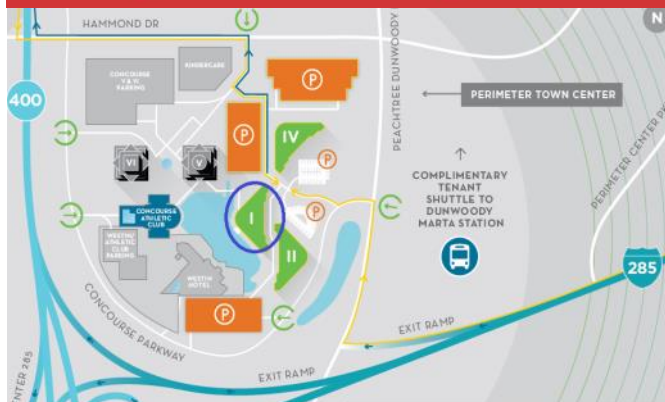 HAMMOND DR
N
KINDERCARE
CONCOURSE
V & VI
PARKING
P
PEACHTREE DUNWOODY
400
PERIMETER TOWN CENTER
P
IV
P
VI
V
COMPLIMENTARY
TENANT
SHUTTLE TO
DUNWOODY
MARTA STATION
PERIMETER CENTER
CONCOURSE
ATHLETIC
CLUB
I
P
WESTIN/
ATHLETIC
CLUB
PARKING
II
WESTIN
HOTEL
285
P
CONCOURSE PARKWAY
EXIT RAMP
EXIT RAMP
285